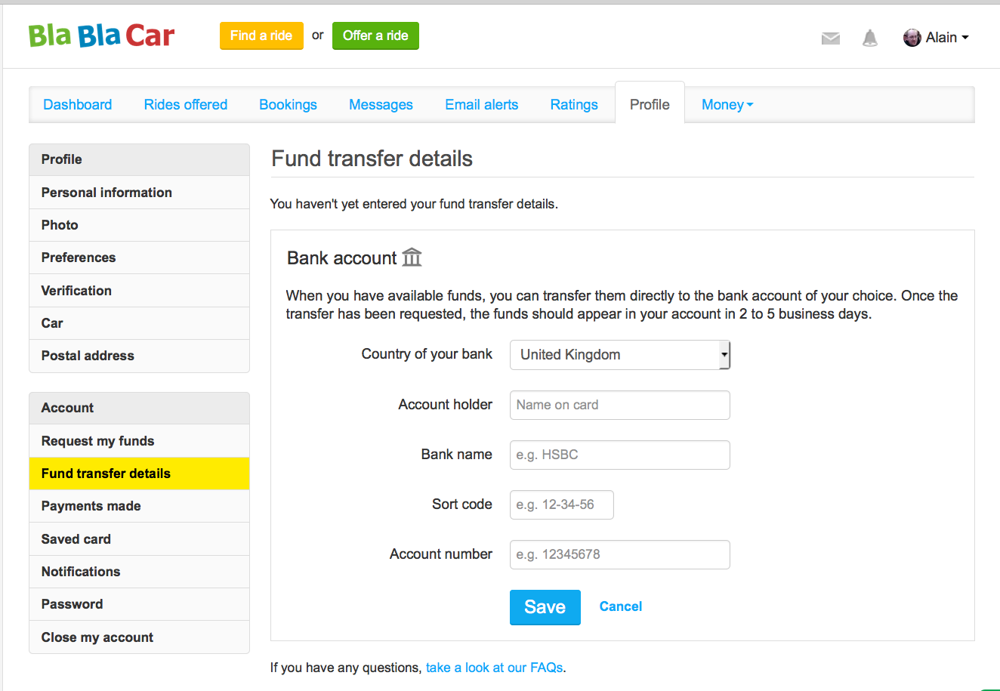 Bla Bla Car
Find a ride or Offer a ride
Alain
Dashboard Rides offered Bookings Messages Email alerts Ratings Profile Money
Profile
Personal information
Photo
Preferences
Verification
Car
Postal address
Account
Request my funds
Fund transfer details
Payments made
Saved card
Notifications
Password
Close my account
Fund transfer details
You haven't yet entered your fund transfer details.
Bank account
When you have available funds, you can transfer them directly to the bank account of your choice. Once the
transfer has been requested, the funds should appear in your account in 2 to 5 business days.
Country of your bank United Kingdom
Account holder Name on card
Bank name e.g. HSBC
Sort code e.g. 12-34-56
Account number e.g. 12345678
Save Cancel
If you have any questions, take a look at our FAQs.